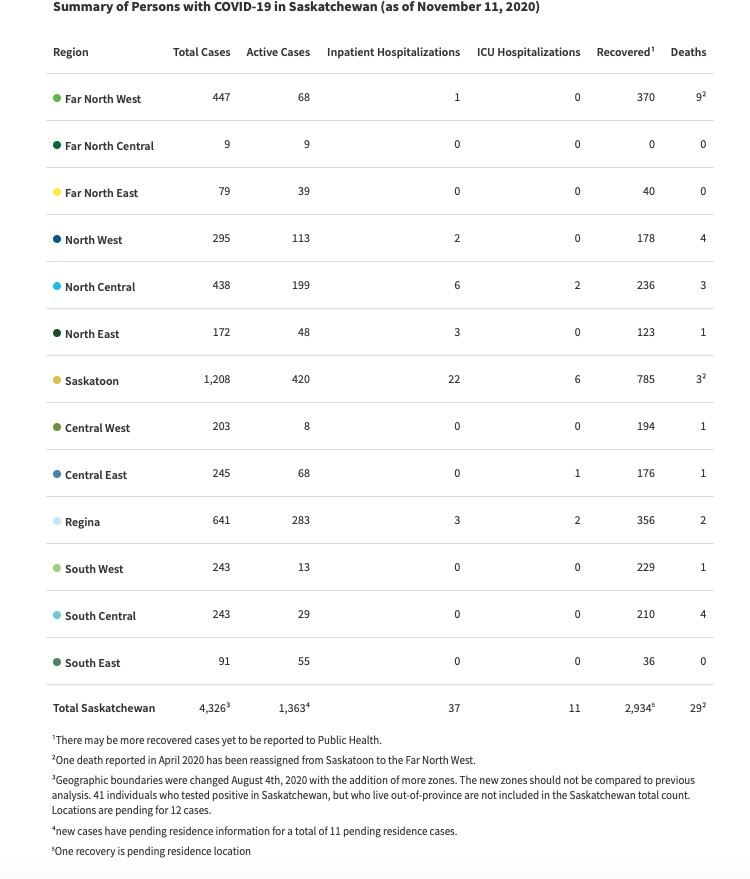 Summary of Persons with COVID-19 in Saskatchewan (as of November 11, 2020)
Region Total Cases Active Cases Inpatient Hospitalizations ICU Hospitalizations Recovered¹ Deaths
Far North West 447 68 1 0 370 9²
Far North Central 9 9 0 0 0 0
Far North East 79 39 0 0 40 0
North West 295 113 2 0 178 4
North Central 438 199 6 2 236 3
North East 172 48 3 0 123 1
Saskatoon 1,208 420 22 6 785 3²
Central West 203 8 0 0 194 1
Central East 245 68 0 1 176 1
Regina 641 283 3 2 356 2
South West 243 13 0 0 229 1
South Central 243 29 0 0 210 4
South East 91 55 0 0 36 0
Total Saskatchewan 4,326³ 1,363⁴ 37 11 2,934⁵ 29²
¹There may be more recovered cases yet to be reported to Public Health.
²One death reported in April 2020 has been reassigned from Saskatoon to the Far North West.
³Geographic boundaries were changed August 4th, 2020 with the addition of more zones. The new zones should not be compared to previous
analysis. 41 individuals who tested positive in Saskatchewan, but who live out-of-province are not included in the Saskatchewan total count.
Locations are pending for 12 cases.
⁴new cases have pending residence information for a total of 11 pending residence cases.
⁵One recovery is pending residence location